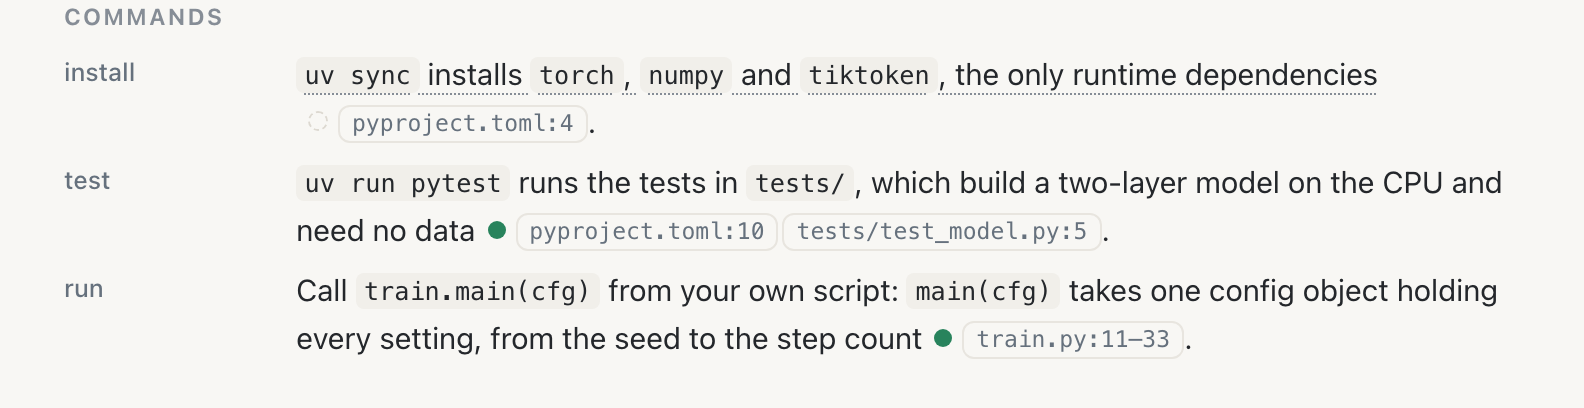 COMMANDS
install
uv sync installs torch, numpy and tiktoken, the only runtime dependencies
pyproject.toml:4.
test
uv run pytest runs the tests in tests/, which build a two-layer model on the CPU and
need no data pyproject.toml:10 tests/test_model.py:5.
run
Call train.main(cfg) from your own script: main(cfg) takes one config object holding
every setting, from the seed to the step count train.py:11–33.